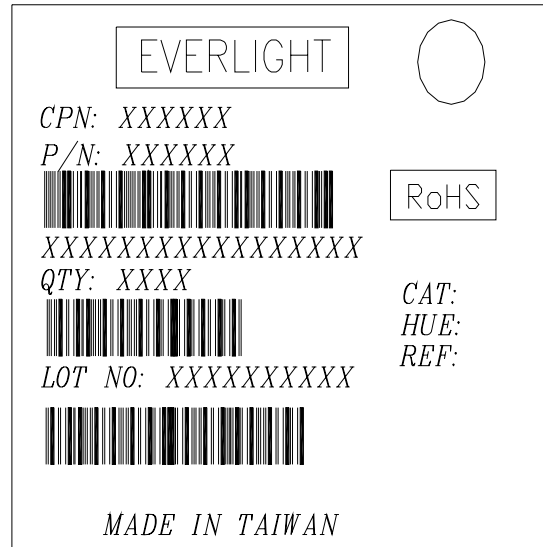 EVERLIGHT
CPN: XXXXXX
P/N: XXXXXX
RoHS
XXXXXXXXXXXXXXXXX
QTY: XXXX
CAT:
HUE:
REF:
LOT NO: XXXXXXXXXX
MADE IN TAIWAN